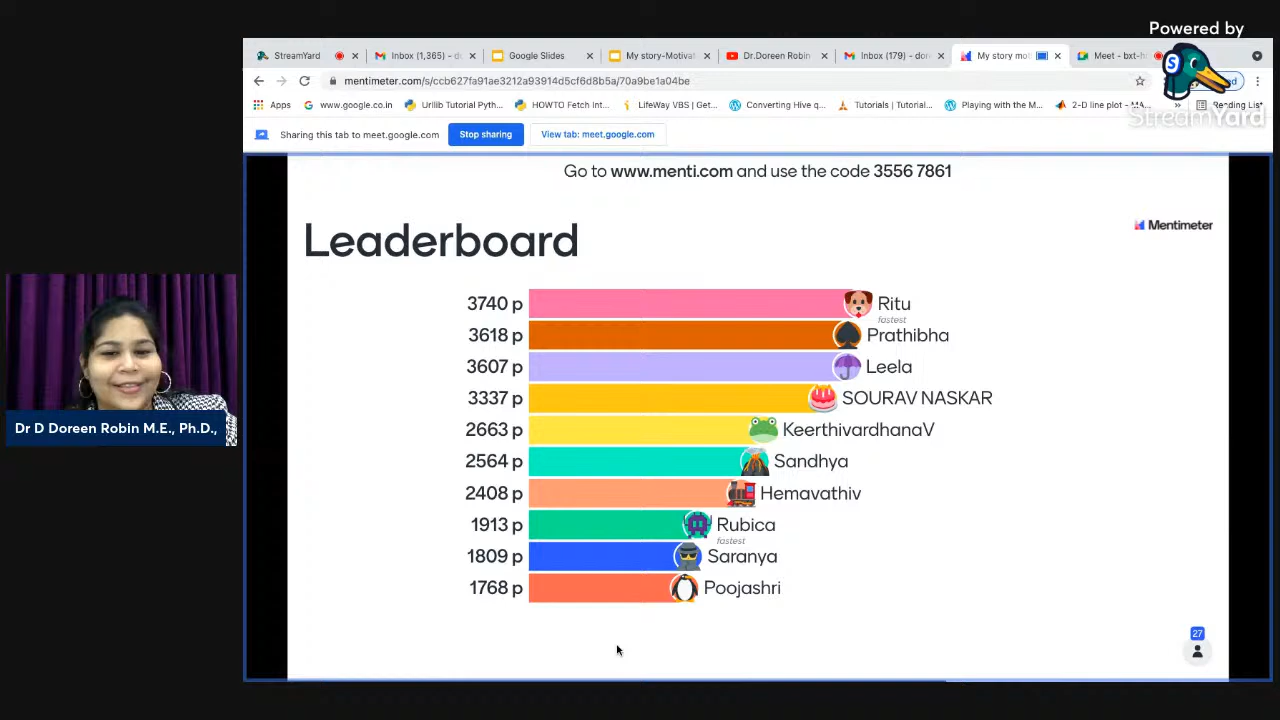 Powered by
StreamYard
StreamYard
Inbox (1,365) - d
Google Slides
My story-Motivat
Dr.Doreen Robin
Inbox (179) - dor
My story mot
Meet - bxt-h
mentimeter.com/s/ccb627fa91ae3212a93914d5cf6d8b5a/70a9be1a04be
Apps
www.google.co.in
Urllib Tutorial Pyth...
HOWTO Fetch Int...
LifeWay VBS | Get...
Converting Hive q...
Tutorials | Tutorial...
Playing with the M...
2-D line plot - MA...
»
Reading List
Sharing this tab to meet.google.com
Stop sharing
View tab: meet.google.com
Go to www.menti.com and use the code 3556 7861
Leaderboard
Mentimeter
3740 p Ritu
fastest
3618 p Prathibha
3607 p Leela
3337 p SOURAV NASKAR
2663 p KeerthivardhanaV
2564 p Sandhya
2408 p Hemavathiv
1913 p Rubica
fastest
1809 p Saranya
1768 p Poojashri
27
Dr D Doreen Robin M.E., Ph.D.,